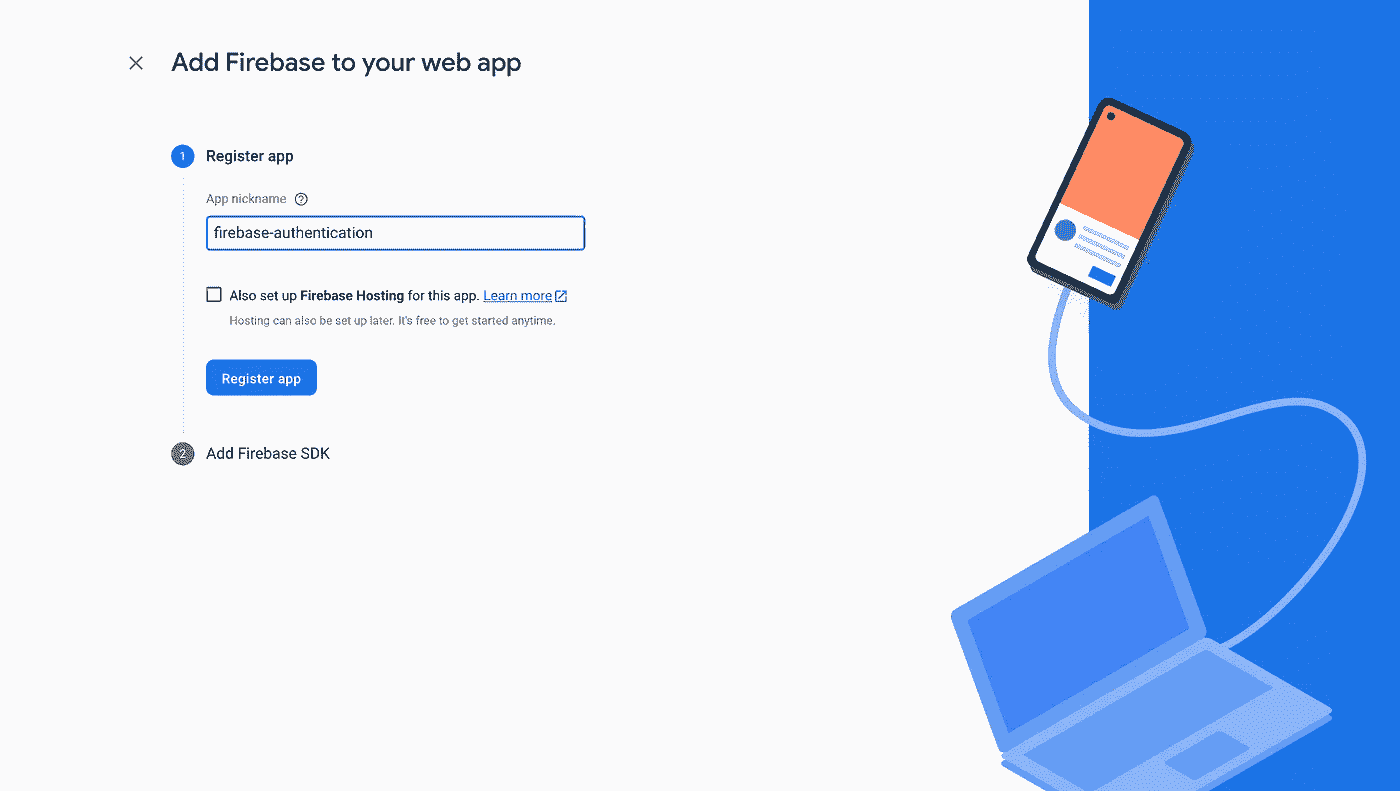 Add Firebase to your web app
1 Register app
App nickname
firebase-authentication
Also set up Firebase Hosting for this app. Learn more
Hosting can also be set up later. It's free to get started anytime.
Register app
2 Add Firebase SDK